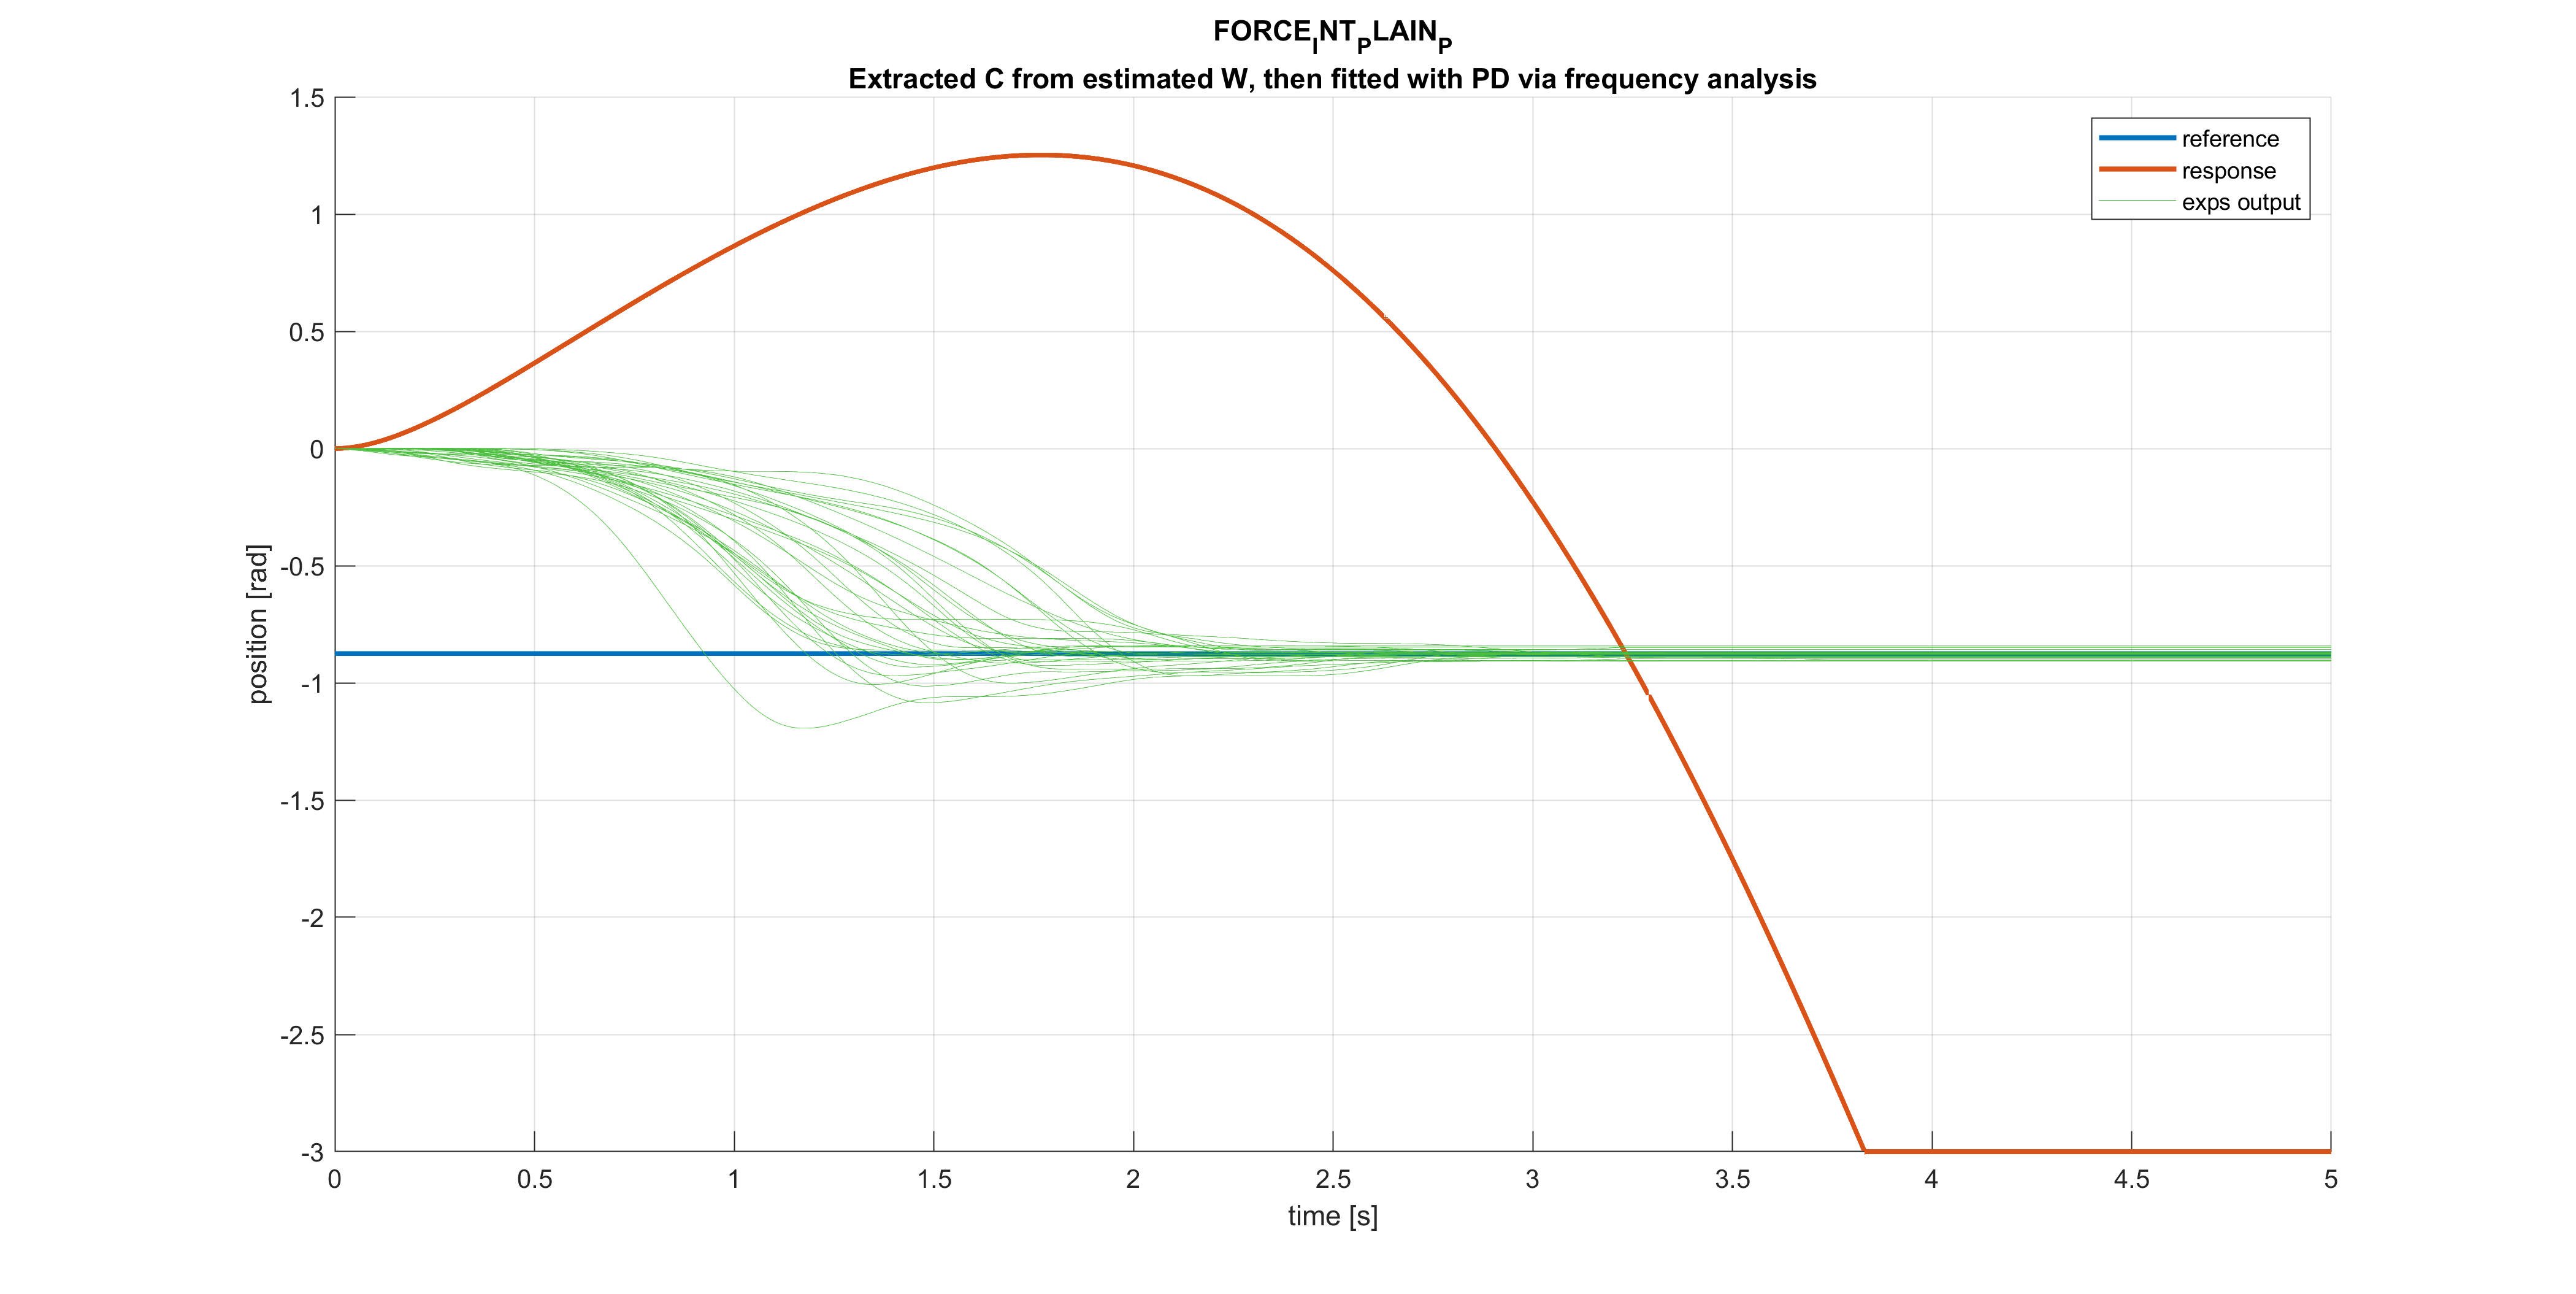 FORCE_INT_PLAIN_P
Extracted C from estimated W, then fitted with PD via frequency analysis
1.5
1
0.5
0
-0.5
-1
-1.5
-2
-2.5
-3
position [rad]
reference
response
exps output
0 0.5 1 1.5 2 2.5 3 3.5 4 4.5 5
time [s]